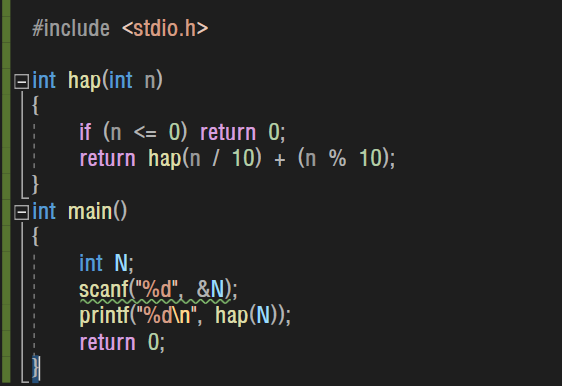 #include <stdio.h>
int hap(int n)
{
if (n <= 0) return 0;
return hap(n / 10) + (n % 10);
}
int main()
{
int N;
scanf("%d", &N);
printf("%d\n", hap(N));
return 0;
}